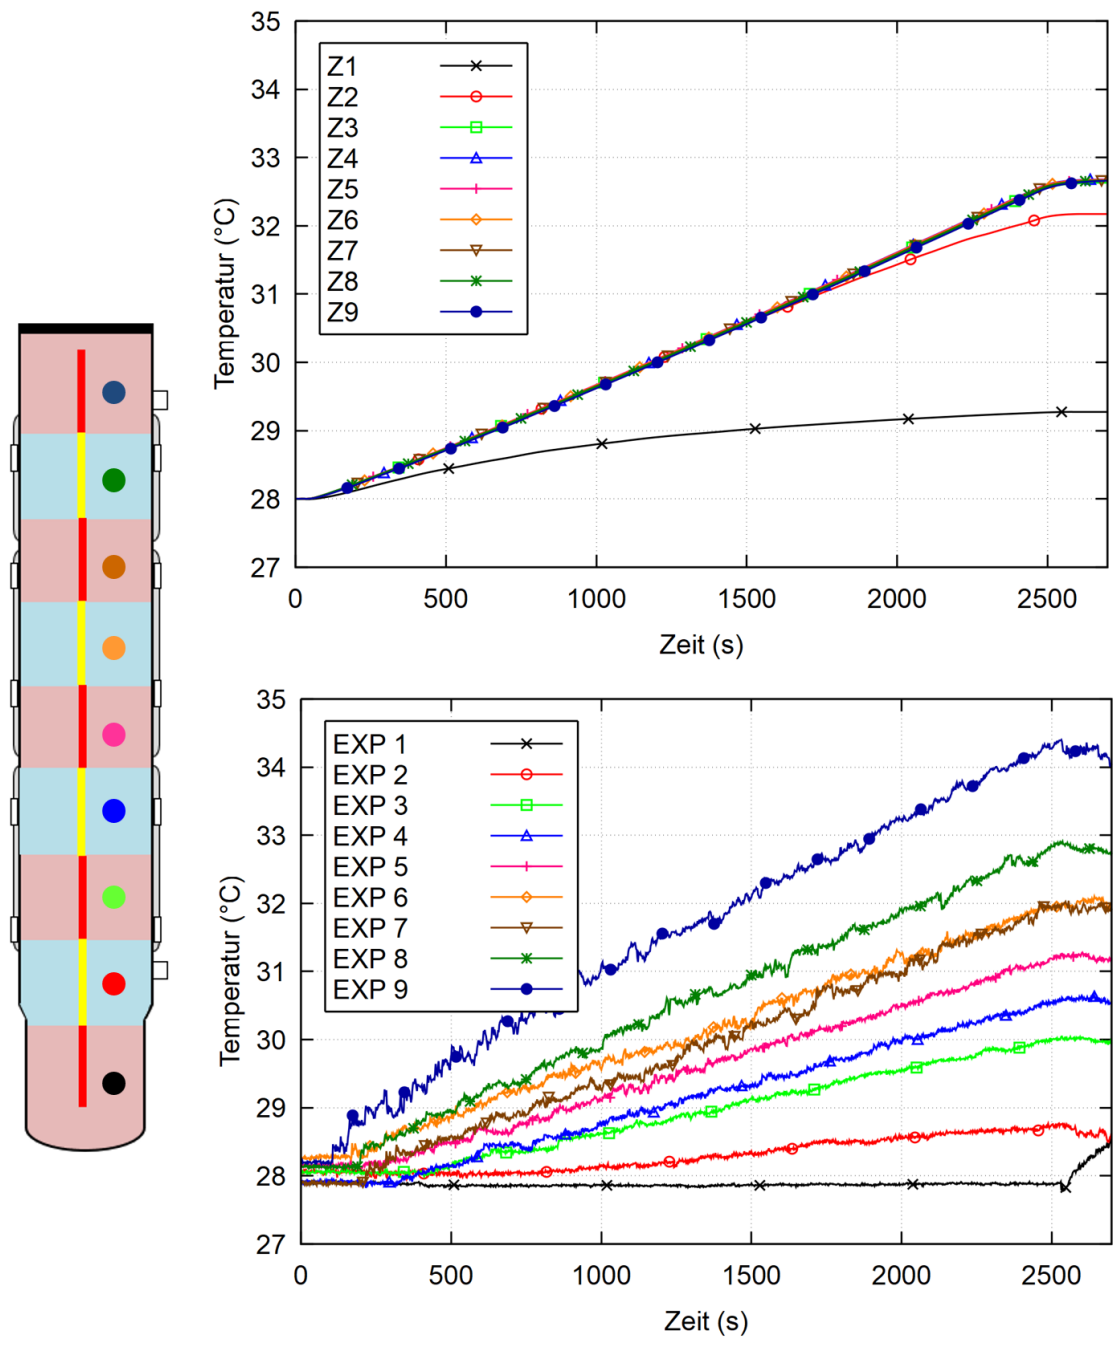 35
34
33
32
31
30
29
28
27
Temperatur (°C)
Z1
Z2
Z3
Z4
Z5
Z6
Z7
Z8
Z9
0 500 1000 1500 2000 2500
Zeit (s)
35
34
33
32
31
30
29
28
27
Temperatur (°C)
EXP 1
EXP 2
EXP 3
EXP 4
EXP 5
EXP 6
EXP 7
EXP 8
EXP 9
0 500 1000 1500 2000 2500
Zeit (s)